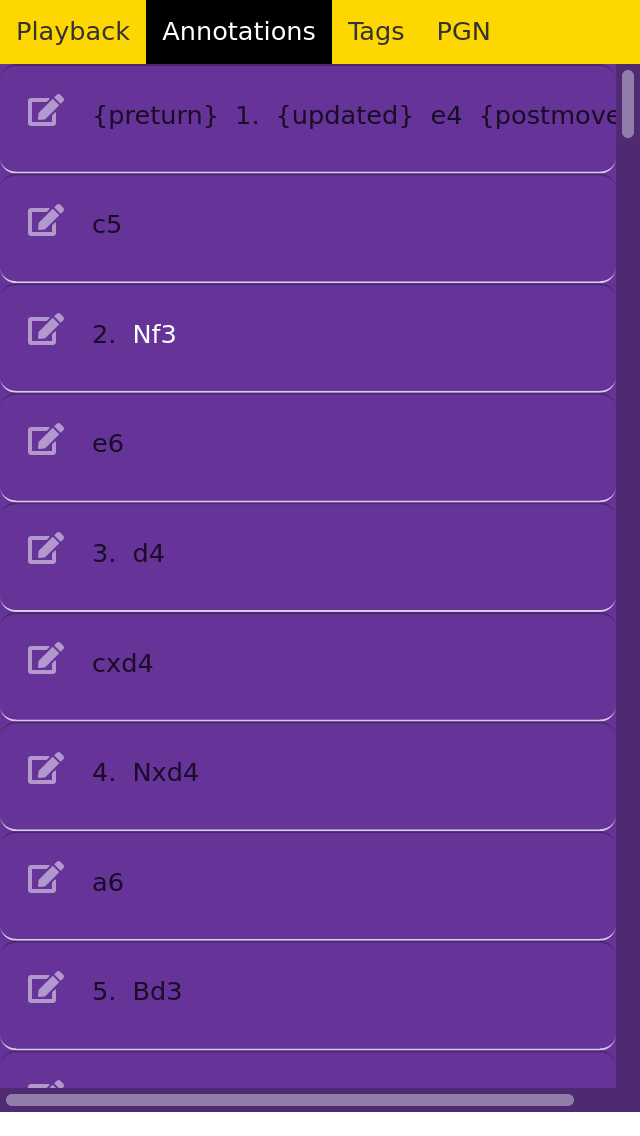 Playback Annotations Tags PGN
{preturn} 1. {updated} e4 {postmove
c5
2. Nf3
e6
3. d4
cxd4
4. Nxd4
a6
5. Bd3